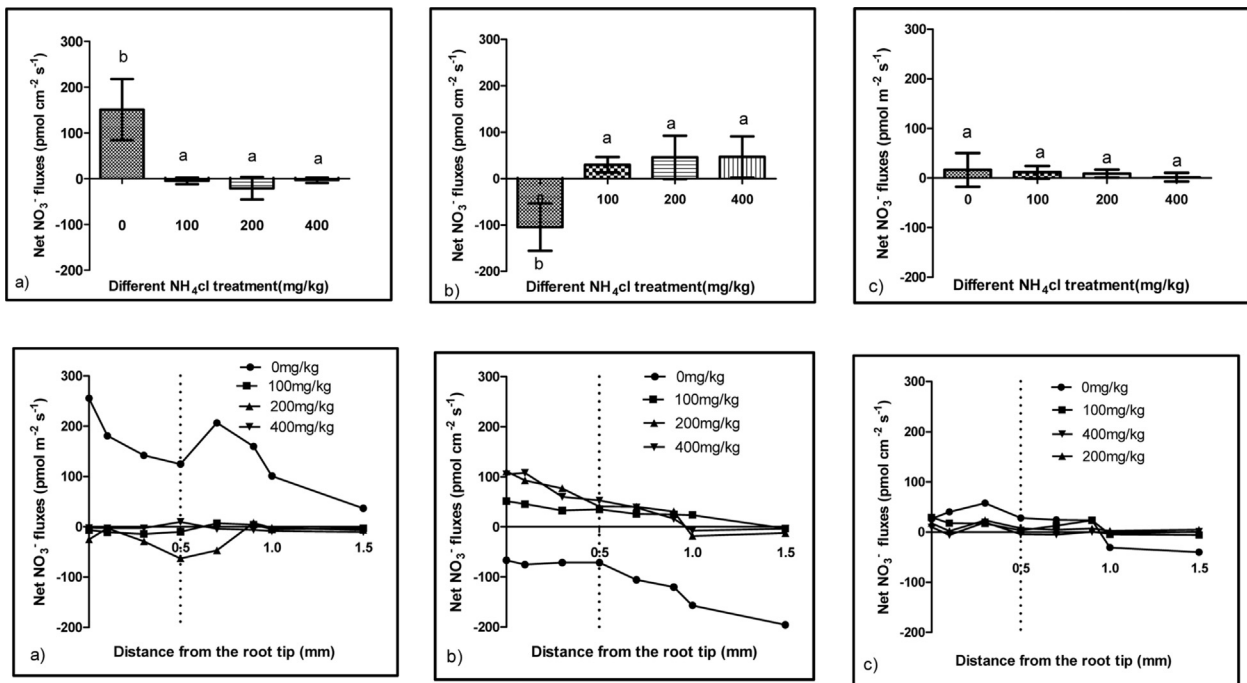 300
200
100
0
-100
-200
Net NO₃⁻ fluxes (pmol cm⁻² s⁻¹)
b
a
a
a
0
100
200
400
a)
Different NH₄cl treatment(mg/kg)
300
200
100
0
-100
-200
Net NO₃⁻ fluxes (pmol cm⁻² s⁻¹)
b
a
a
a
0
100
200
400
b)
Different NH₄cl treatment(mg/kg)
300
200
100
0
-100
-200
Net NO₃⁻ fluxes (pmol m⁻² s⁻¹)
a
a
a
a
0
100
200
400
c)
Different NH₄cl treatment(mg/kg)
300
200
100
0
-100
-200
Net NO₃⁻ fluxes (pmol m⁻² s⁻¹)
0mg/kg
100mg/kg
200mg/kg
400mg/kg
0.5
1.0
1.5
a)
Distance from the root tip (mm)
300
200
100
0
-100
-200
Net NO₃⁻ fluxes (pmol cm⁻² s⁻¹)
0mg/kg
100mg/kg
200mg/kg
400mg/kg
0.5
1.0
1.5
b)
Distance from the root tip (mm)
300
200
100
0
-100
-200
Net NO₃⁻ fluxes (pmol cm⁻² s⁻¹)
0mg/kg
100mg/kg
400mg/kg
200mg/kg
0.5
1.0
1.5
c)
Distance from the root tip (mm)